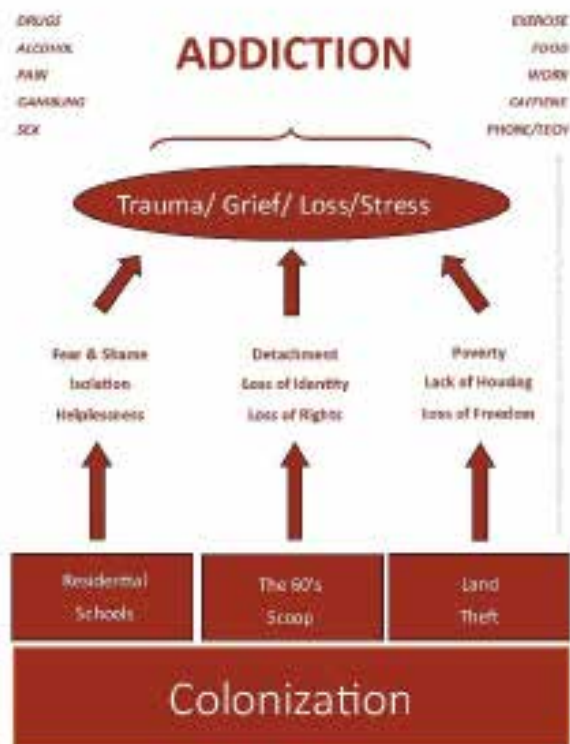 DRUGS
ALCOHOL
PAIN
GAMBLING
SEX
ADDICTION
EXERCISE
FOOD
WORK
CAFFIENE
PHONE/TECH
Trauma/ Grief/ Loss/Stress
Fear & Shame
Isolation
Helplessness
Detachment
Loss of Identity
Loss of Rights
Poverty
Lack of Housing
Loss of Freedom
Residential
Schools
The 60's
Scoop
Land
Theft
Colonization